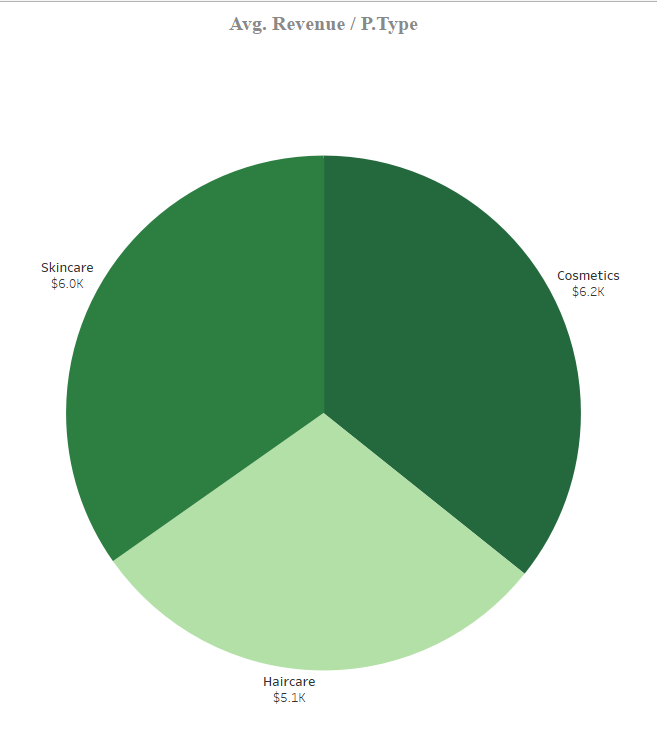 Avg. Revenue / P.Type
Skincare
$6.0K
Cosmetics
$6.2K
Haircare
$5.1K